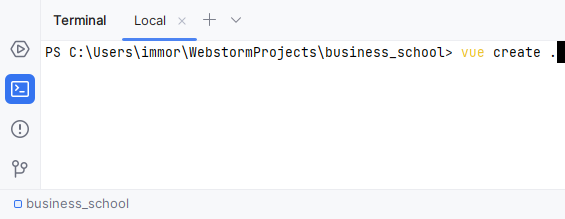 Terminal
Local
PS C:\Users\immor\WebstormProjects\business_school> vue create .
business_school